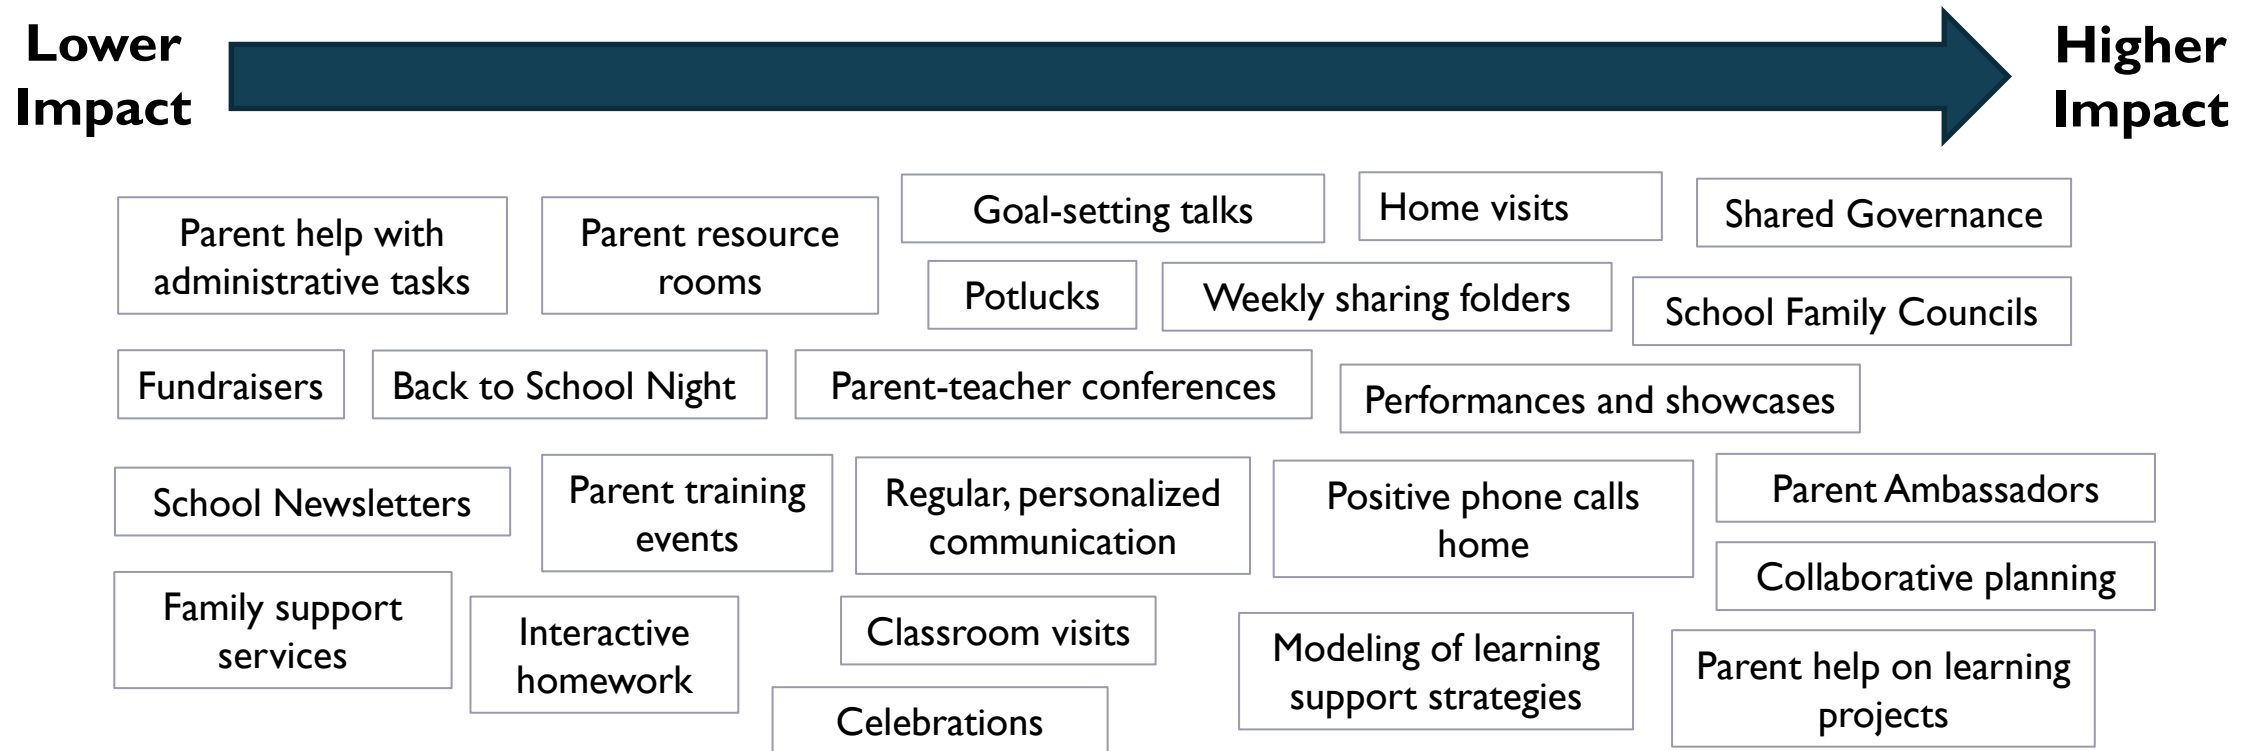 Lower
Impact
Higher
Impact
Parent help with
administrative tasks
Parent resource
rooms
Goal-setting talks
Home visits
Shared Governance
Potlucks
Weekly sharing folders
School Family Councils
Fundraisers
Back to School Night
Parent-teacher conferences
Performances and showcases
School Newsletters
Parent training
events
Regular, personalized
communication
Positive phone calls
home
Parent Ambassadors
Collaborative planning
Family support
services
Interactive
homework
Classroom visits
Modeling of learning
support strategies
Parent help on learning
projects
Celebrations